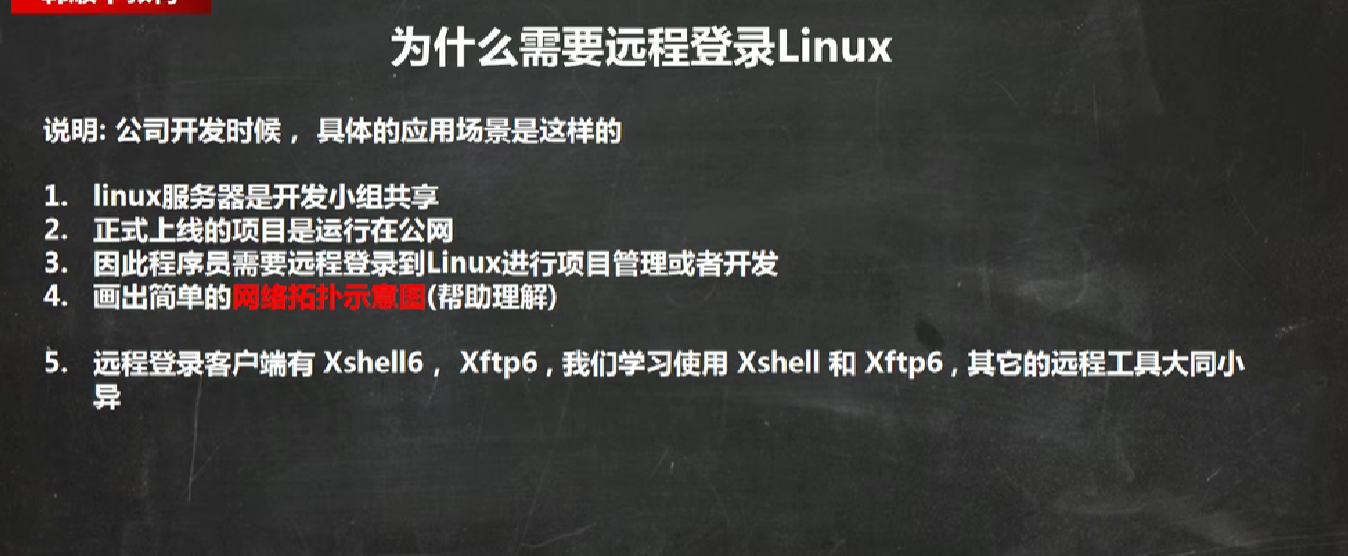 为什么需要远程登录Linux
说明: 公司开发时候， 具体的应用场景是这样的
1. linux服务器是开发小组共享
2. 正式上线的项目是运行在公网
3. 因此程序员需要远程登录到Linux进行项目管理或者开发
4. 画出简单的网络拓扑示意图(帮助理解)
5. 远程登录客户端有 Xshell6， Xftp6 , 我们学习使用 Xshell 和 Xftp6 , 其它的远程工具大同小
异